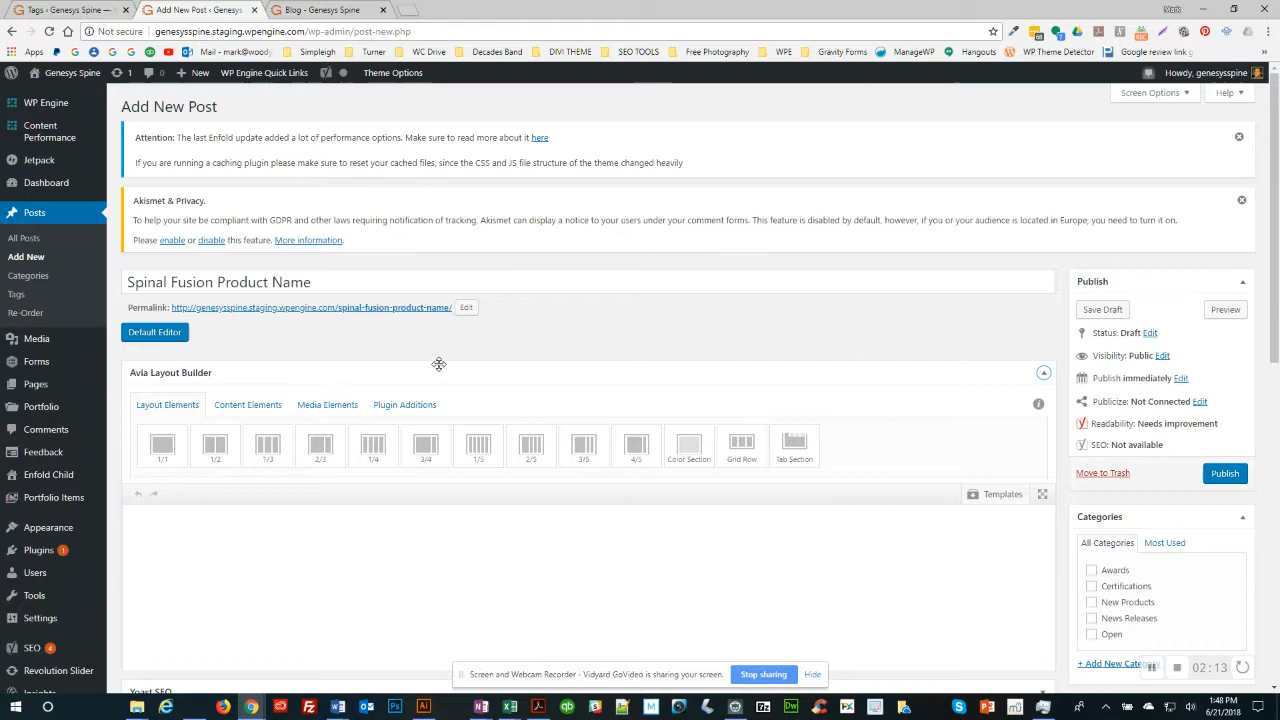 Tags ‹ Genesys Spine —
Add New Post ‹ Genesys
Blog - Genesys Spine
Not secure | genesysspine.staging.wpengine.com/wp-admin/post-new.php
Apps
Mail - mark@woody
Simpleigh
Turner
WC Drive
Decades Band
DIVI THEME
SEO TOOLS
Free Photography
WPE
Gravity Forms
ManageWP
Hangouts
WP Theme Detector
Google review link g
Genesys Spine
1
0
New
WP Engine Quick Links
Theme Options
Howdy, genesysspine
WP Engine
Content Performance
Jetpack
Dashboard
Posts
All Posts
Add New
Categories
Tags
Re-Order
Media
Forms
Pages
Portfolio
Comments
Feedback
Enfold Child
Portfolio Items
Appearance
Plugins 1
Users
Tools
Settings
SEO 4
Revolution Slider
Insights
Add New Post
Screen Options
Help
Attention: The last Enfold update added a lot of performance options. Make sure to read more about it here
If you are running a caching plugin please make sure to reset your cached files, since the CSS and JS file structure of the theme changed heavily
Akismet & Privacy.
To help your site be compliant with GDPR and other laws requiring notification of tracking, Akismet can display a notice to your users under your comment forms. This feature is disabled by default, however, if you or your audience is located in Europe, you need to turn it on.
Please enable or disable this feature. More information.
Spinal Fusion Product Name
Permalink: http://genesysspine.staging.wpengine.com/spinal-fusion-product-name/ Edit
Default Editor
Avia Layout Builder
Layout Elements
Content Elements
Media Elements
Plugin Additions
1/1
1/2
1/3
2/3
1/4
3/4
1/5
2/5
3/5
4/5
Color Section
Grid Row
Tab Section
Templates
Yoast SEO
Publish
Save Draft
Preview
Status: Draft Edit
Visibility: Public Edit
Publish immediately Edit
Publicize: Not Connected Edit
Readability: Needs improvement
SEO: Not available
Move to Trash
Publish
Categories
All Categories
Most Used
Awards
Certifications
New Products
News Releases
Open
+ Add New Categ
02:13
Screen and Webcam Recorder - Vidyard GoVideo is sharing your screen.
Stop sharing
Hide
1:48 PM
6/21/2018